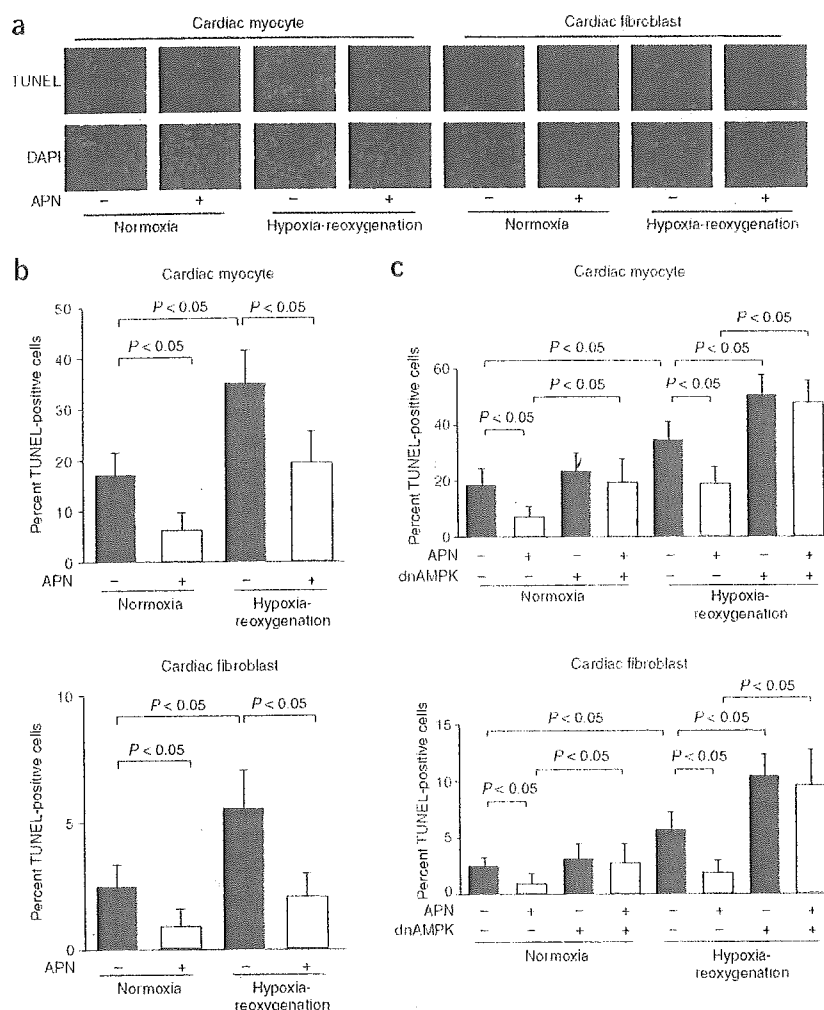 a
Cardiac myocyte Cardiac fibroblast
TUNEL
DAPI
APN − + − + − + − +
Normoxia Hypoxia-reoxygenation Normoxia Hypoxia-reoxygenation
b
Cardiac myocyte
Percent TUNEL-positive cells
50
40
30
20
10
0
P < 0.05 P < 0.05
P < 0.05
APN − + − +
Normoxia Hypoxia-
reoxygenation
Cardiac fibroblast
Percent TUNEL-positive cells
10
5
0
P < 0.05 P < 0.05
P < 0.05
APN − + − +
Normoxia Hypoxia-
reoxygenation
c
Cardiac myocyte
Percent TUNEL-positive cells
60
40
20
0
P < 0.05
P < 0.05 P < 0.05
P < 0.05 P < 0.05
P < 0.05
APN − + − + − + − +
dnAMPK − − + + − − + +
Normoxia Hypoxia-
reoxygenation
Cardiac fibroblast
Percent TUNEL-positive cells
15
10
5
0
P < 0.05
P < 0.05 P < 0.05
P < 0.05 P < 0.05
P < 0.05
APN − + − + − + − +
dnAMPK − − + + − − + +
Normoxia Hypoxia-
reoxygenation